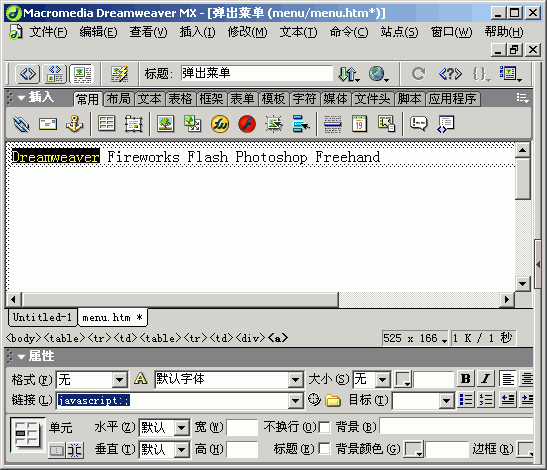 Macromedia Dreamweaver MX - [弹出菜单 (menu/menu.htm*)]
文件(F) 编辑(E) 查看(V) 插入(I) 修改(M) 文本(T) 命令(C) 站点(S) 窗口(W) 帮助(H)
标题: 弹出菜单
插入 常用 布局 文本 表格 框架 表单 模板 字符 媒体 文件头 脚本 应用程序
Dreamweaver Fireworks Flash Photoshop Freehand
Untitled-1 menu.htm *
<body><table><tr><td><table><tr><td><div><a> 525 x 166 1 K / 1 秒
属性
格式(F) 无 A 默认字体 大小(S) 无 B I
链接(L) javascript:; 目标(T)
单元 水平(Z) 默认 宽(W) 不换行(O) 背景(R)
垂直(T) 默认 高(H) 标题(E) 背景颜色(G) 边框(R)